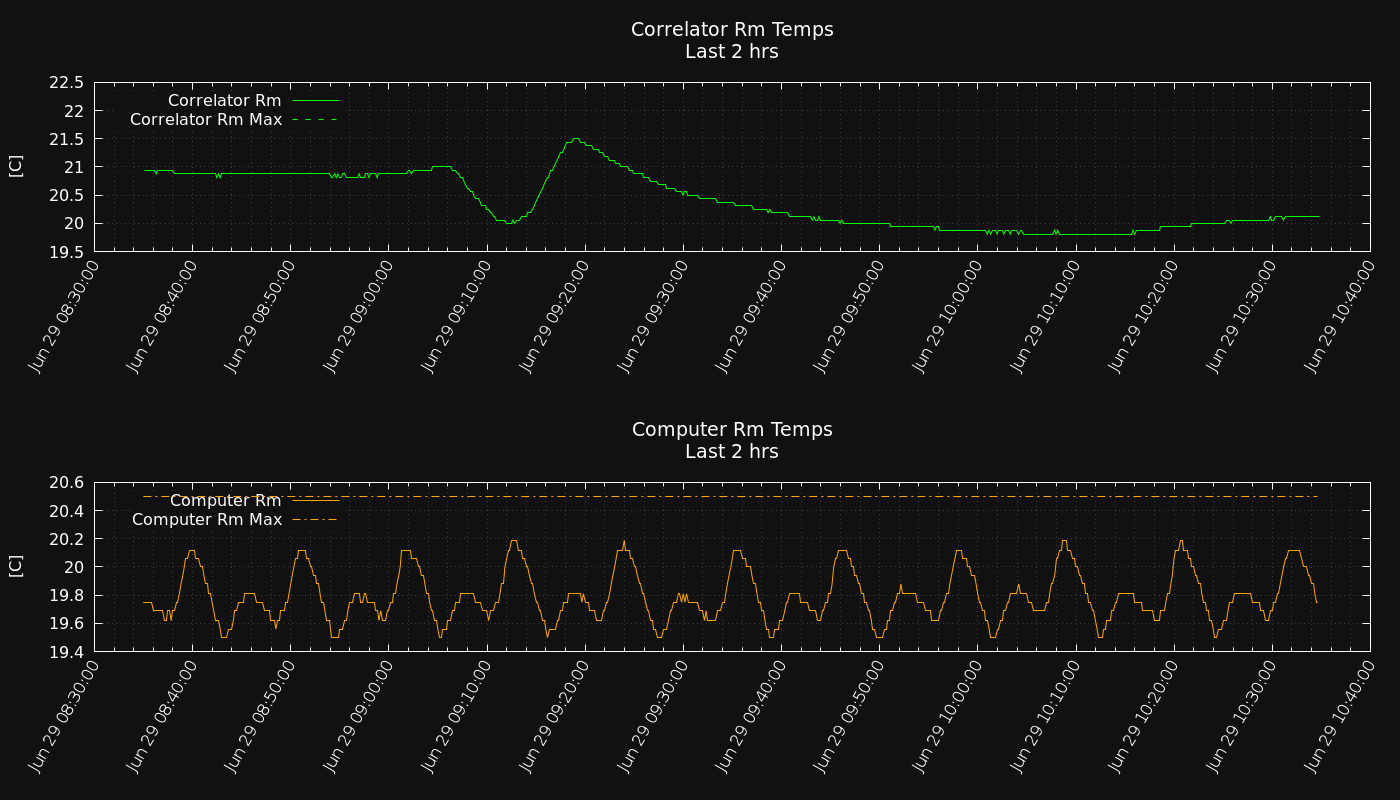 Correlator Rm Temps
Last 2 hrs
22.5
22
21.5
21
20.5
20
19.5
[C]
Correlator Rm
Correlator Rm Max
Jun 29 08:30:00
Jun 29 08:40:00
Jun 29 08:50:00
Jun 29 09:00:00
Jun 29 09:10:00
Jun 29 09:20:00
Jun 29 09:30:00
Jun 29 09:40:00
Jun 29 09:50:00
Jun 29 10:00:00
Jun 29 10:10:00
Jun 29 10:20:00
Jun 29 10:30:00
Jun 29 10:40:00
Computer Rm Temps
Last 2 hrs
20.6
20.4
20.2
20
19.8
19.6
19.4
[C]
Computer Rm
Computer Rm Max
Jun 29 08:30:00
Jun 29 08:40:00
Jun 29 08:50:00
Jun 29 09:00:00
Jun 29 09:10:00
Jun 29 09:20:00
Jun 29 09:30:00
Jun 29 09:40:00
Jun 29 09:50:00
Jun 29 10:00:00
Jun 29 10:10:00
Jun 29 10:20:00
Jun 29 10:30:00
Jun 29 10:40:00